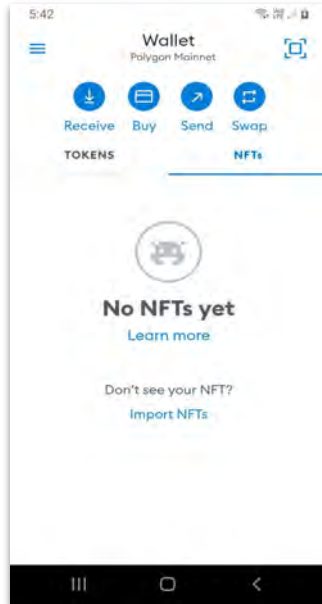 5:42
Wallet
Polygon Mainnet
Receive Buy Send Swap
TOKENS NFTs
No NFTs yet
Learn more
Don't see your NFT?
Import NFTs